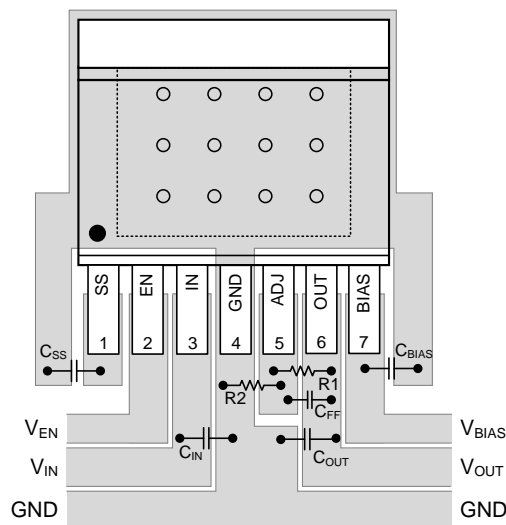 SS
EN
IN
GND
ADJ
OUT
BIAS
1
2
3
4
5
6
7
CSS
CBIAS
R2
R1
CFF
VEN
CIN
COUT
VBIAS
VIN
VOUT
GND
GND